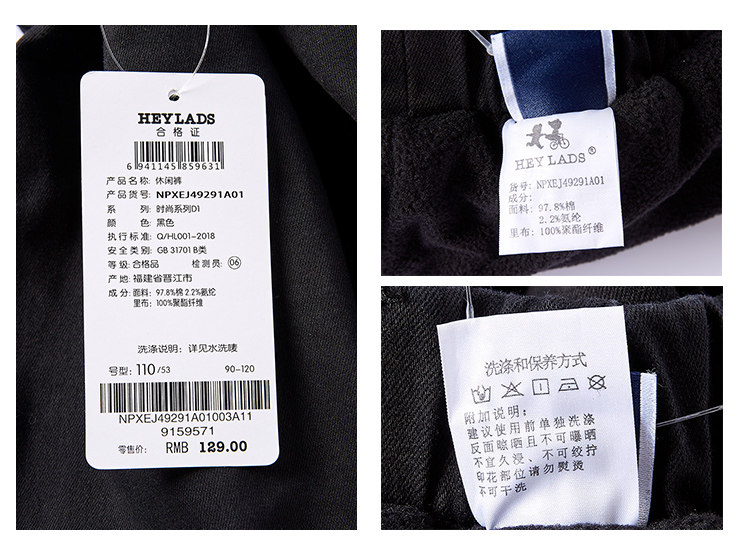 HEYLADS
合格证
6 941145 859631
产品名称: 休闲裤
产品货号: NPXEJ49291A01
系 列: 时尚系列D1
颜 色: 黑色
执行标准: Q/HL001-2018
安全类别: GB 31701 B类
等级: 合格品 检测员: 06
产 地: 福建省晋江市
成 分: 面料: 97.8%棉 2.2%氨纶
里布: 100%聚酯纤维
洗涤说明: 详见水洗唛
号型: 110/53 90-120
NPXEJ49291A01003A11
9159571
零售价: RMB 129.00
HEY LADS®
货号: NPXEJ49291A01
成分:
面料: 97.8%棉
2.2%氨纶
里布: 100%聚酯纤维
洗涤和保养方式
附加说明:
建议使用前单独洗涤
反面晾晒且不可曝晒
不宜久浸、不可绞拧
印花部位请勿熨烫
不可干洗